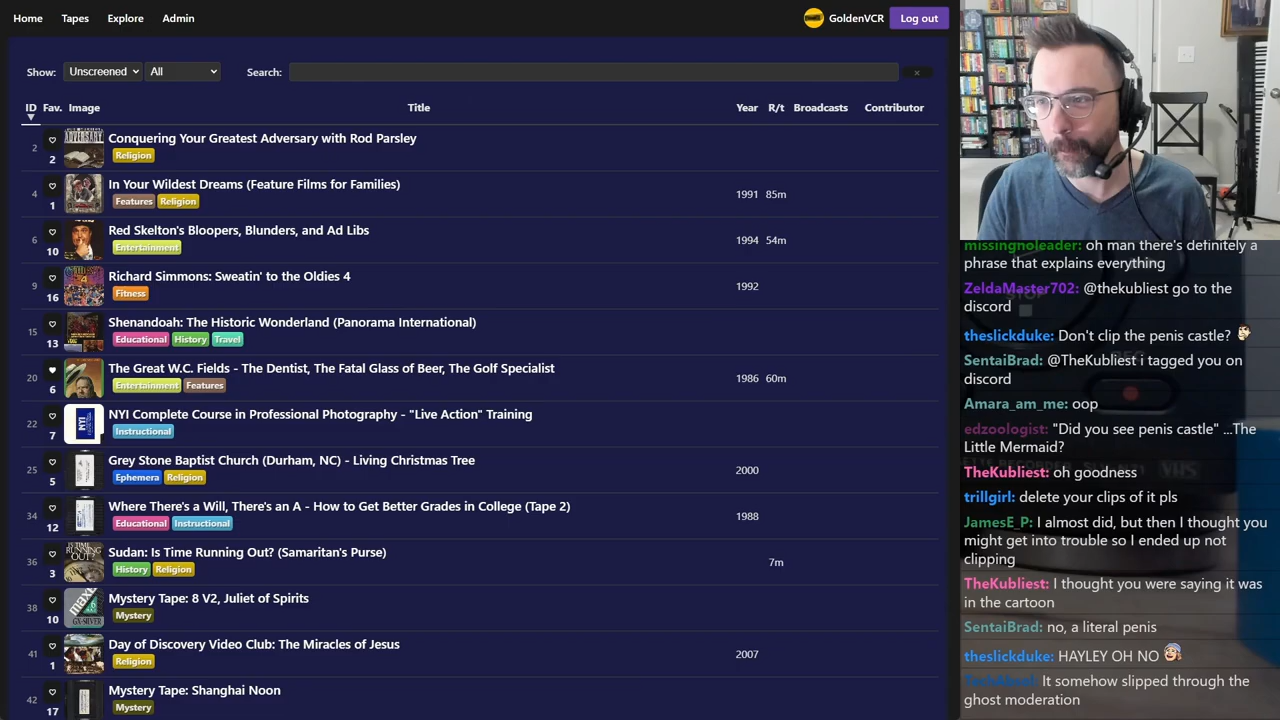 Home Tapes Explore Admin GoldenVCR Log out
Show: Unscreened All Search: ×
ID Fav. Image Title Year R/t Broadcasts Contributor
2 2 Conquering Your Greatest Adversary with Rod Parsley
Religion
4 1 In Your Wildest Dreams (Feature Films for Families) 1991 85m
Features Religion
6 10 Red Skelton's Bloopers, Blunders, and Ad Libs 1994 54m
Entertainment
9 16 Richard Simmons: Sweatin' to the Oldies 4 1992
Fitness
15 13 Shenandoah: The Historic Wonderland (Panorama International)
Educational History Travel
20 6 The Great W.C. Fields - The Dentist, The Fatal Glass of Beer, The Golf Specialist 1986 60m
Entertainment Features
22 7 NYI Complete Course in Professional Photography - "Live Action" Training
Instructional
25 5 Grey Stone Baptist Church (Durham, NC) - Living Christmas Tree 2000
Ephemera Religion
34 12 Where There's a Will, There's an A - How to Get Better Grades in College (Tape 2) 1988
Educational Instructional
36 3 Sudan: Is Time Running Out? (Samaritan's Purse) 7m
History Religion
38 10 Mystery Tape: 8 V2, Juliet of Spirits
Mystery
41 1 Day of Discovery Video Club: The Miracles of Jesus 2007
Religion
42 17 Mystery Tape: Shanghai Noon
Mystery
missingnoleader: oh man there's definitely a
phrase that explains everything
ZeldaMaster702: @thekubliest go to the
discord
theslickduke: Don't clip the penis castle?
SentaiBrad: @TheKubliest i tagged you on
discord
Amara_am_me: oop
edzoologist: "Did you see penis castle" ...The
Little Mermaid?
TheKubliest: oh goodness
trillgirl: delete your clips of it pls
JamesE_P: I almost did, but then I thought you
might get into trouble so I ended up not
clipping
TheKubliest: I thought you were saying it was
in the cartoon
SentaiBrad: no, a literal penis
theslickduke: HAYLEY OH NO
It somehow slipped through the
ghost moderation